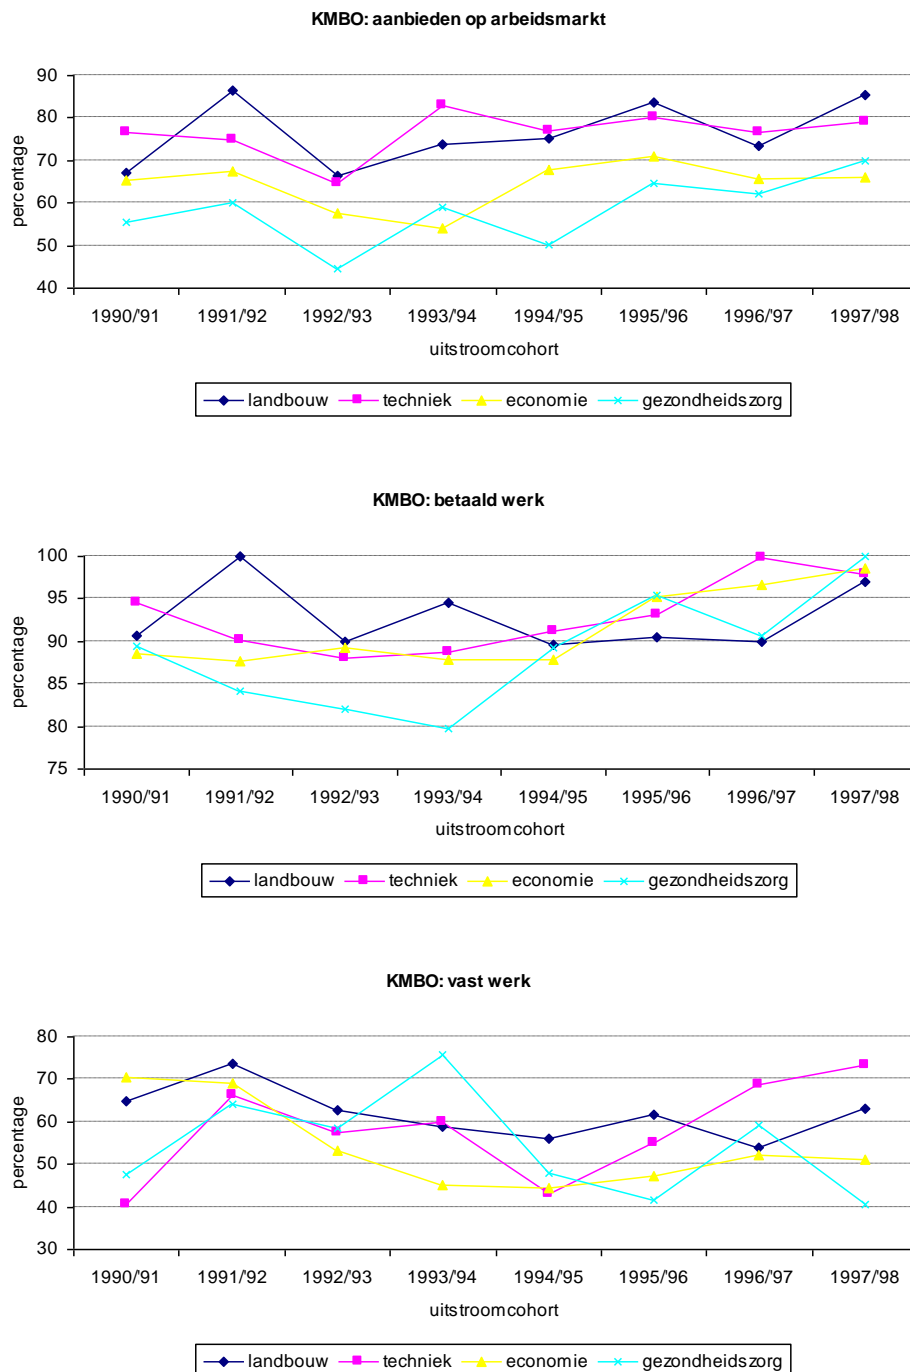 KMBO: aanbieden op arbeidsmarkt
90
80
70
60
50
40
percentage
1990/'91 1991/'92 1992/'93 1993/'94 1994/'95 1995/'96 1996/'97 1997/'98
uitstroomcohort
landbouw techniek economie gezondheidszorg
KMBO: betaald werk
100
95
90
85
80
75
percentage
1990/'91 1991/'92 1992/'93 1993/'94 1994/'95 1995/'96 1996/'97 1997/'98
uitstroomcohort
landbouw techniek economie gezondheidszorg
KMBO: vast werk
80
70
60
50
40
30
percentage
1990/'91 1991/'92 1992/'93 1993/'94 1994/'95 1995/'96 1996/'97 1997/'98
uitstroomcohort
landbouw techniek economie gezondheidszorg